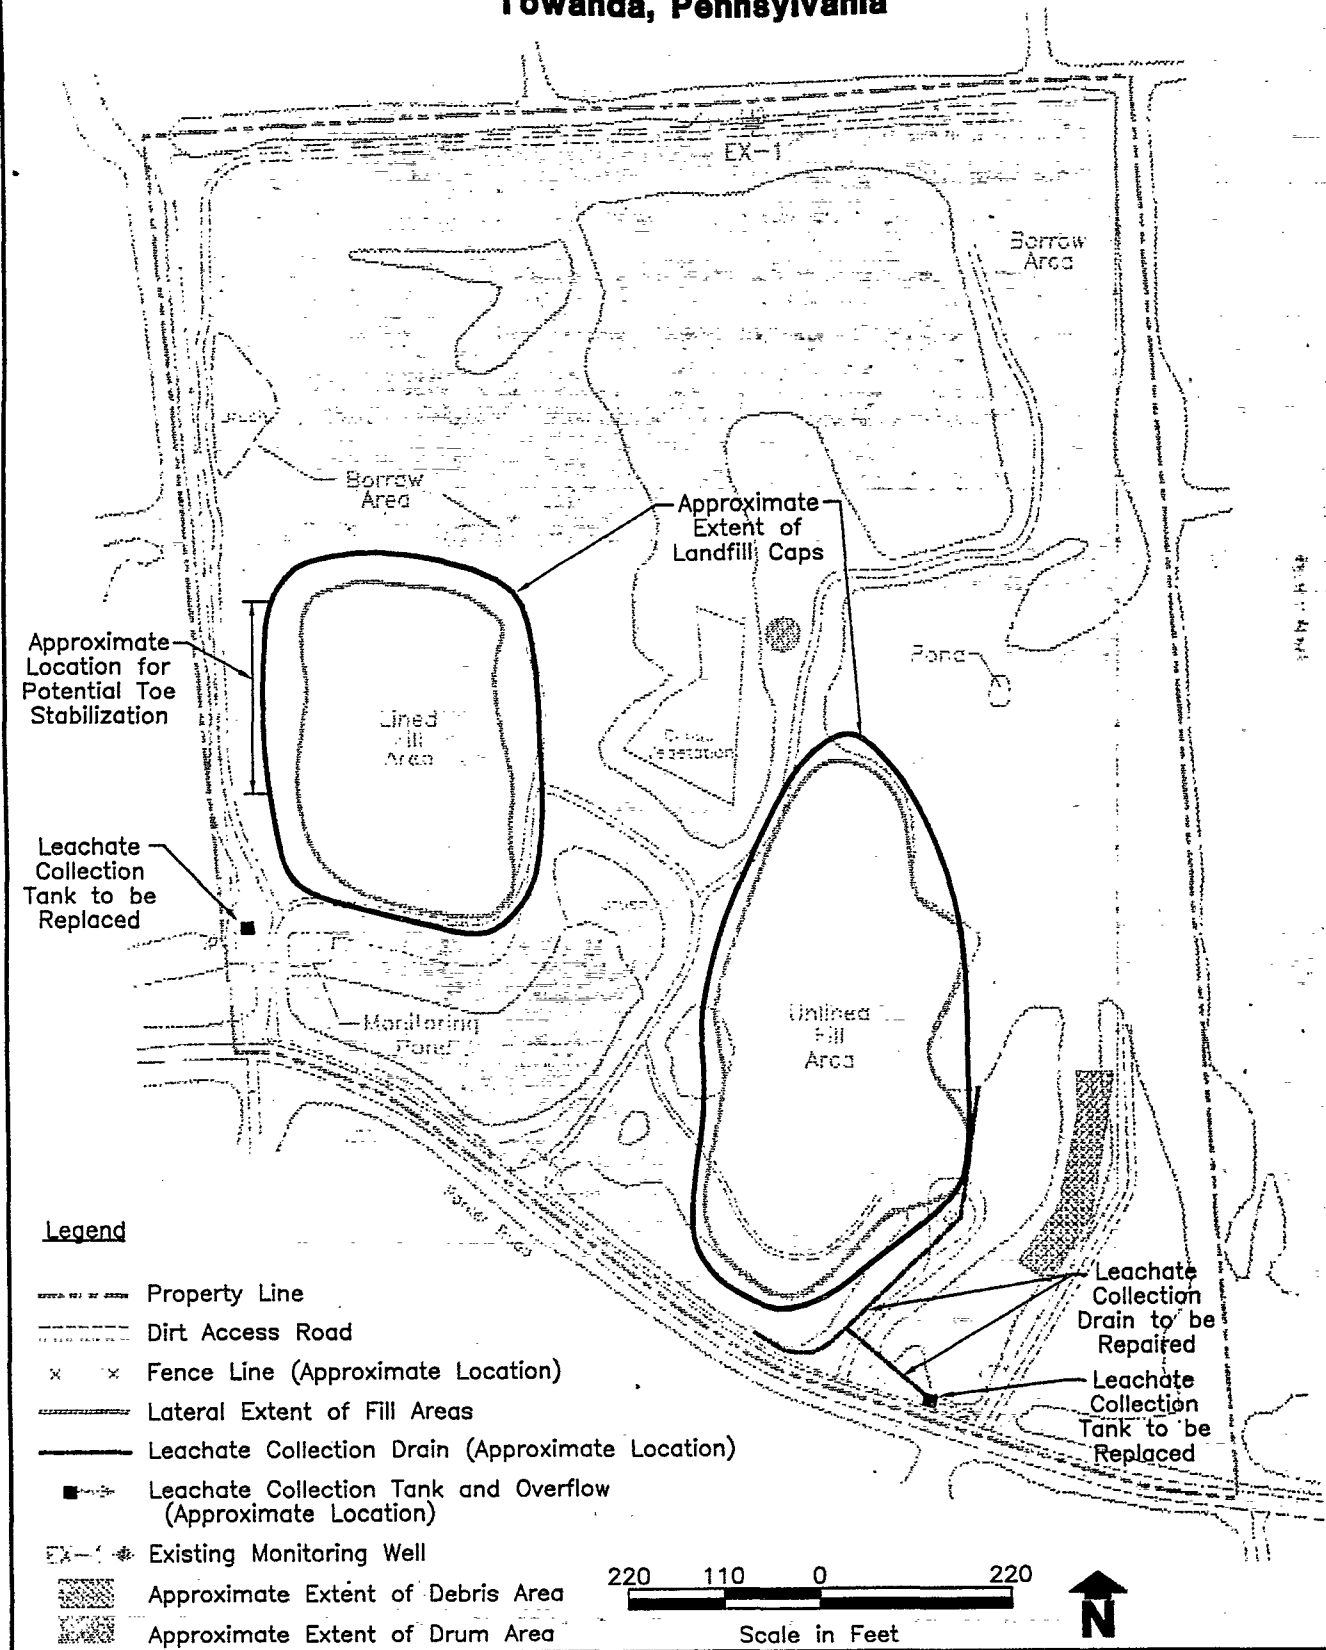 Towanda, Pennsylvania
EX-1
Borrow
Area
Borrow
Area
Approximate
Extent of
Landfill Caps
Approximate
Location for
Potential Toe
Stabilization
Lined
Fill
Area
Pond
Leachate
Collection
Tank to be
Replaced
Monitoring
Pond
Unlined
Fill
Area
Leachate
Collection
Drain to be
Repaired
Leachate
Collection
Tank to be
Replaced
Legend
Property Line
Dirt Access Road
x x Fence Line (Approximate Location)
Lateral Extent of Fill Areas
Leachate Collection Drain (Approximate Location)
Leachate Collection Tank and Overflow
(Approximate Location)
EX-1 Existing Monitoring Well
Approximate Extent of Debris Area
Approximate Extent of Drum Area
220 110 0 220
Scale in Feet
N